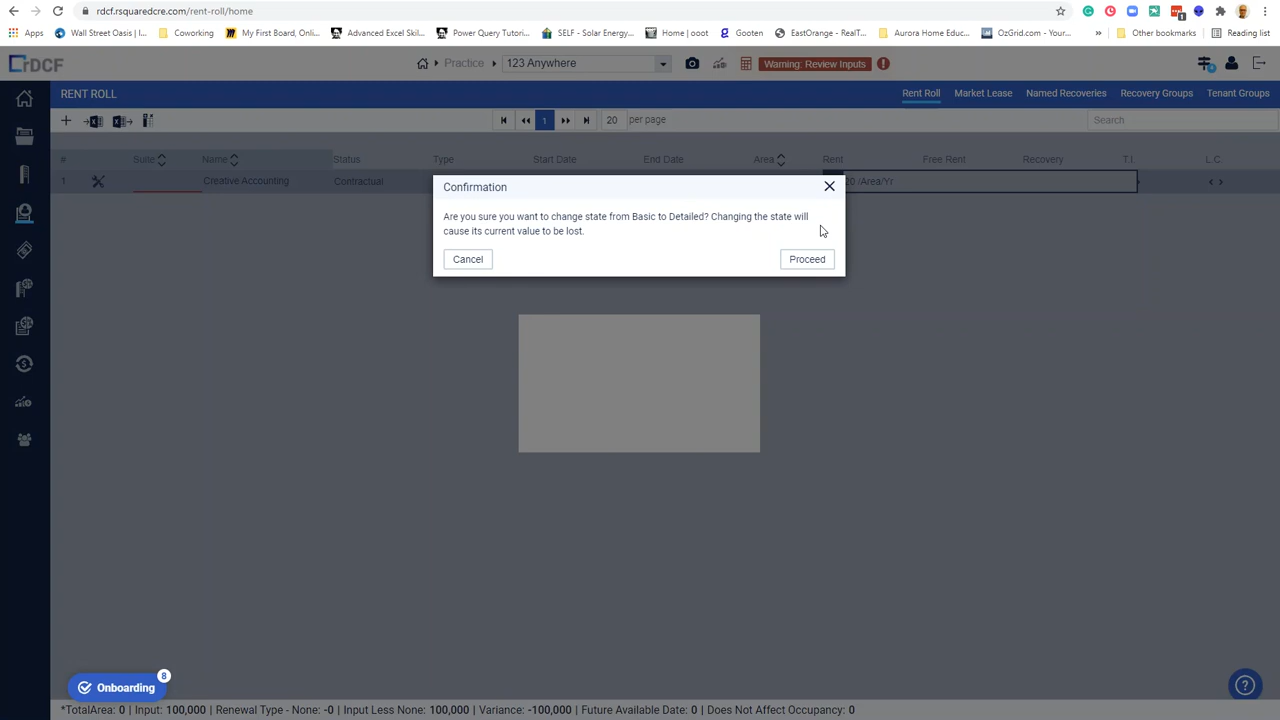 rdcf.rsquaredcre.com/rent-roll/home
1
Apps Wall Street Oasis | I... Coworking My First Board, Onli... Advanced Excel Skil... Power Query Tutori... SELF - Solar Energy... Home | ooot Gooten EastOrange - RealT... Aurora Home Educ... OzGrid.com - Your... » Other bookmarks Reading list
rDCF Practice 123 Anywhere Warning: Review Inputs
RENT ROLL Rent Roll Market Lease Named Recoveries Recovery Groups Tenant Groups
1 20 per page Search
# Suite Name Status Type Start Date End Date Area Rent Free Rent Recovery T.I. L.C
1 Creative Accounting Contractual 20 /Area/Yr
Confirmation
Are you sure you want to change state from Basic to Detailed? Changing the state will
cause its current value to be lost.
Cancel Proceed
Onboarding 8
?
*TotalArea: 0 | Input: 100,000 | Renewal Type - None: -0 | Input Less None: 100,000 | Variance: -100,000 | Future Available Date: 0 | Does Not Affect Occupancy: 0